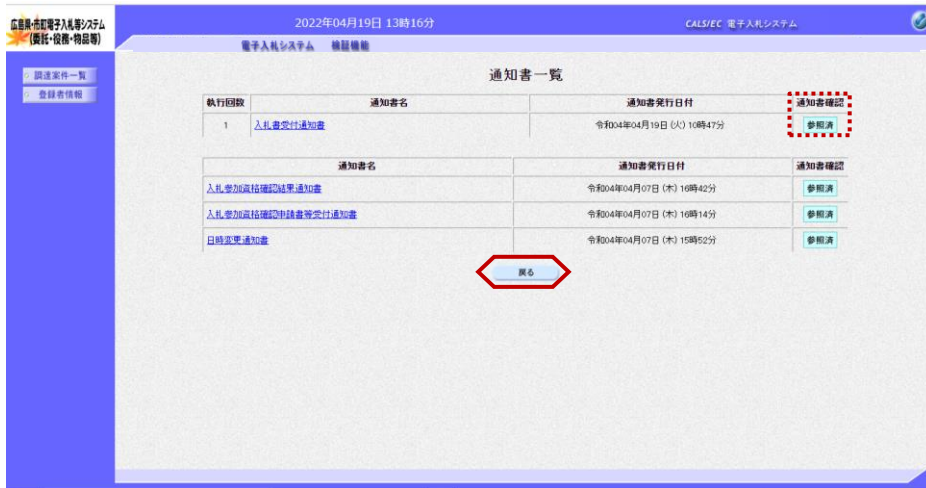 広島県・市町電子入札等システム
(委託・役務・物品等)
2022年04月19日 13時16分
CALS/EC 電子入札システム
電子入札システム 検証機能
調達案件一覧
登録者情報
通知書一覧
執行回数 通知書名 通知書発行日付 通知書確認
1 入札書受付通知書 令和04年04月19日 (火) 10時47分 参照済
通知書名 通知書発行日付 通知書確認
入札参加資格確認結果通知書 令和04年04月07日 (木) 16時42分 参照済
入札参加資格確認申請書等受付通知書 令和04年04月07日 (木) 16時14分 参照済
日時変更通知書 令和04年04月07日 (木) 15時52分 参照済
戻る